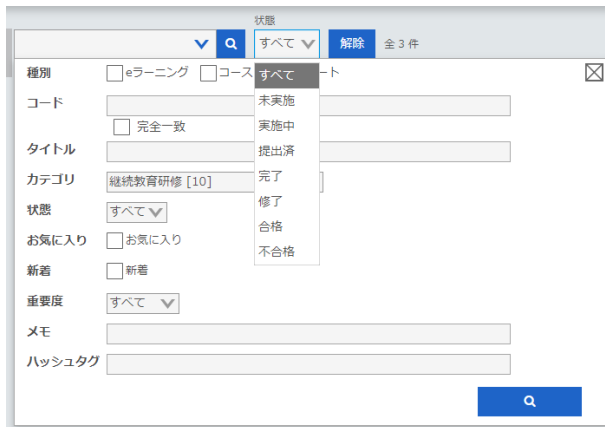 状態
すべて 解除 全3件
種別 eラーニング コース ート
すべて
未実施
実施中
提出済
完了
修了
合格
不合格
コード
完全一致
タイトル
カテゴリ 継続教育研修 [10]
状態 すべて
お気に入り お気に入り
新着 新着
重要度 すべて
メモ
ハッシュタグ